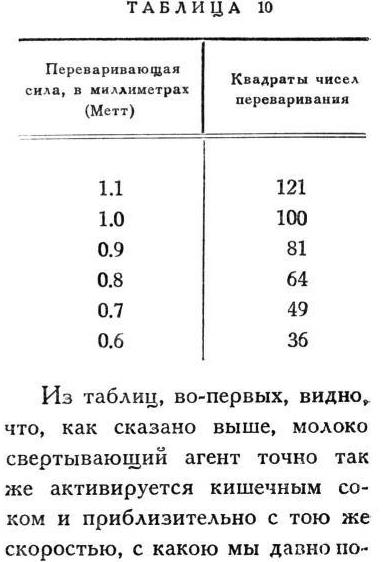 ТАБЛИЦА 10
Переваривающая
сила, в миллиметрах
(Метт)
Квадраты чисел
переваривания
1.1 121
1.0 100
0.9 81
0.8 64
0.7 49
0.6 36
Из таблиц, во-первых, видно,
что, как сказано выше, молоко
свертывающий агент точно так
же активируется кишечным со-
ком и приблизительно с тою же
скоростью, с какою мы давно по-